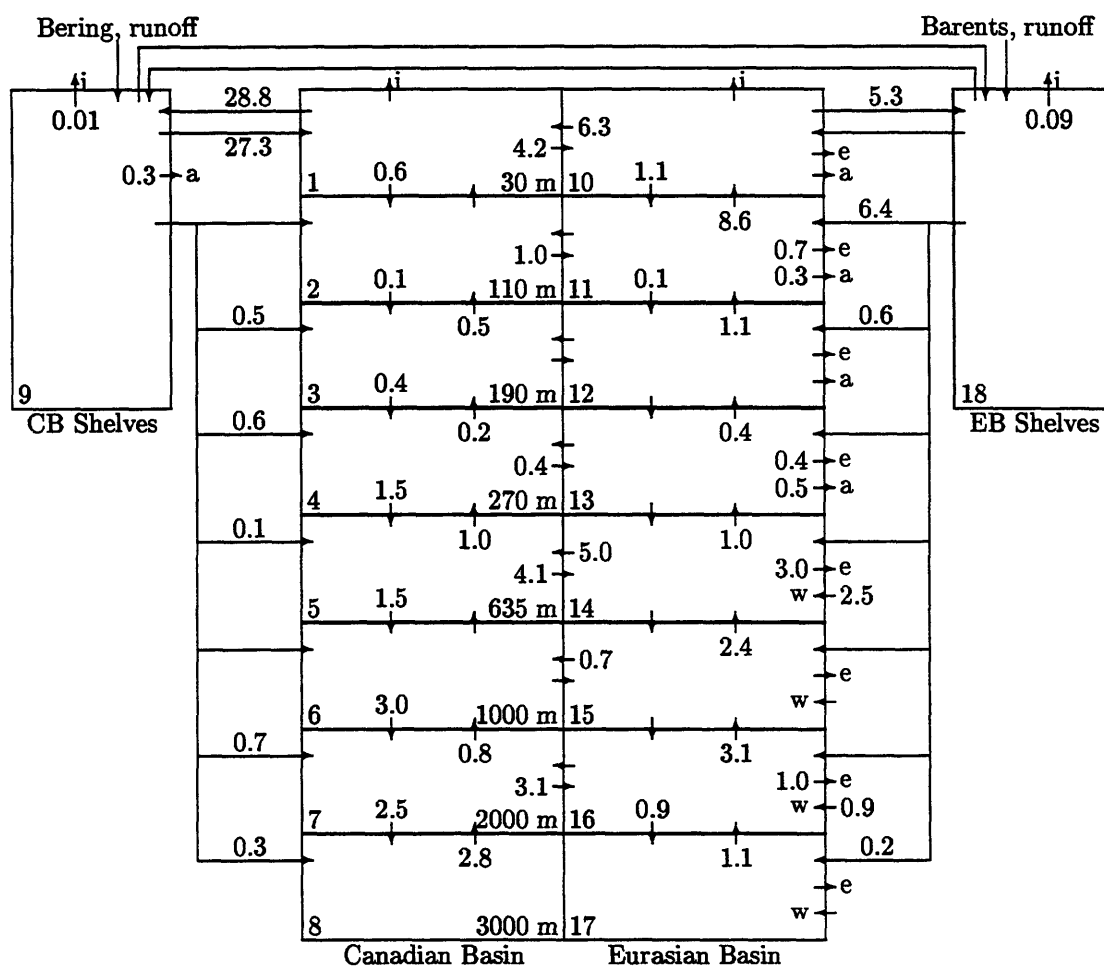 Bering, runoff Barents, runoff
i i i i
28.8 5.3
0.01 0.09
6.3
27.3 4.2 e
0.3 a 0.6 1.1 a
1 30 m 10
8.6 6.4
1.0 0.7 e
0.1 0.1 0.3 a
2 110 m 11
0.5 0.5 1.1 0.6
e
0.4 a
9 3 190 m 12 18
CB Shelves EB Shelves
0.6 0.2 0.4
0.4 0.4 e
1.5 0.5 a
4 270 m 13
0.1 1.0 1.0
5.0
4.1 3.0 e
1.5 w 2.5
5 635 m 14
2.4
0.7 e
3.0 w
6 1000 m 15
0.7 0.8 3.1
3.1 1.0 e
2.5 0.9 w 0.9
7 2000 m 16
0.3 2.8 1.1 0.2
e
w
8 3000 m 17
Canadian Basin Eurasian Basin